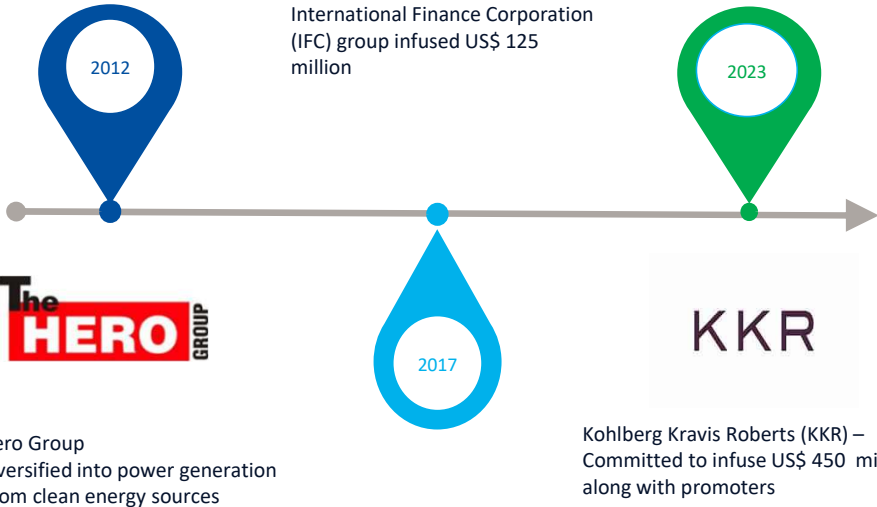 International Finance Corporation
(IFC) group infused US$ 125
million
2012
2023
The
HERO
GROUP
2017
KKR
ero Group
versified into power generation
om clean energy sources
Kohlberg Kravis Roberts (KKR) –
Committed to infuse US$ 450 mi
along with promoters